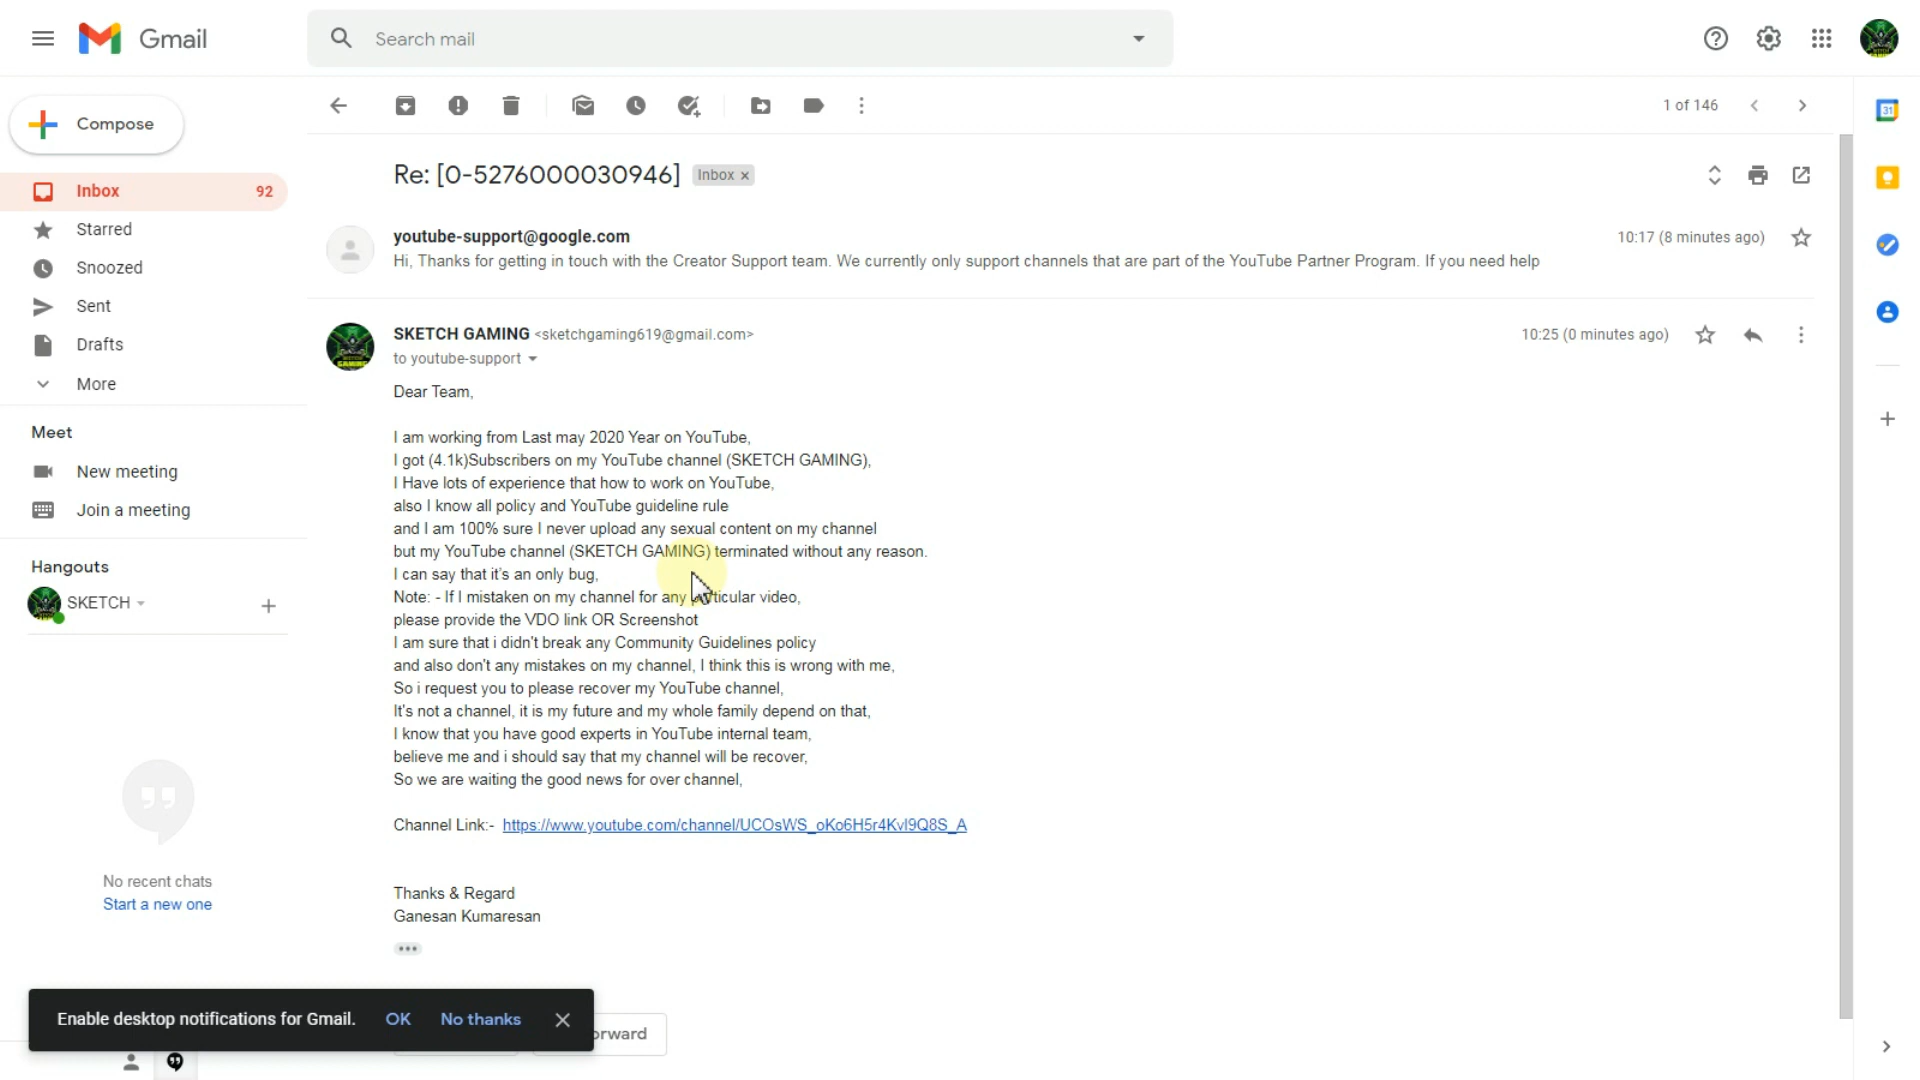 Gmail
Search mail
Compose
1 of 146
Re: [0-5276000030946] Inbox x
Inbox 92
Starred
Snoozed
Sent
Drafts
More
Meet
New meeting
Join a meeting
Hangouts
SKETCH
No recent chats
Start a new one
youtube-support@google.com 10:17 (8 minutes ago)
Hi, Thanks for getting in touch with the Creator Support team. We currently only support channels that are part of the YouTube Partner Program. If you need help
SKETCH GAMING <sketchgaming619@gmail.com> 10:25 (0 minutes ago)
to youtube-support
Dear Team,
I am working from Last may 2020 Year on YouTube,
I got (4.1k)Subscribers on my YouTube channel (SKETCH GAMING),
I Have lots of experience that how to work on YouTube,
also I know all policy and YouTube guideline rule
and I am 100% sure I never upload any sexual content on my channel
but my YouTube channel (SKETCH GAMING) terminated without any reason.
I can say that it's an only bug,
Note: - If I mistaken on my channel for any particular video,
please provide the VDO link OR Screenshot
I am sure that i didn't break any Community Guidelines policy
and also don't any mistakes on my channel, I think this is wrong with me,
So i request you to please recover my YouTube channel,
It's not a channel, it is my future and my whole family depend on that,
I know that you have good experts in YouTube internal team,
believe me and i should say that my channel will be recover,
So we are waiting the good news for over channel,
Channel Link:- https://www.youtube.com/channel/UCOsWS_oKo6H5r4Kvl9Q8S_A
Thanks & Regard
Ganesan Kumaresan
Enable desktop notifications for Gmail. OK No thanks
orward
31